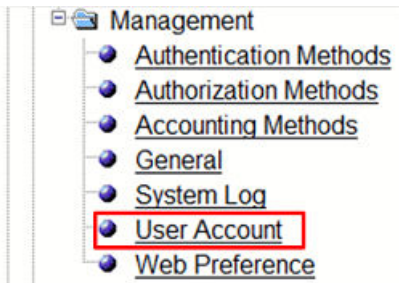 Management
Authentication Methods
Authorization Methods
Accounting Methods
General
System Log
User Account
Web Preference